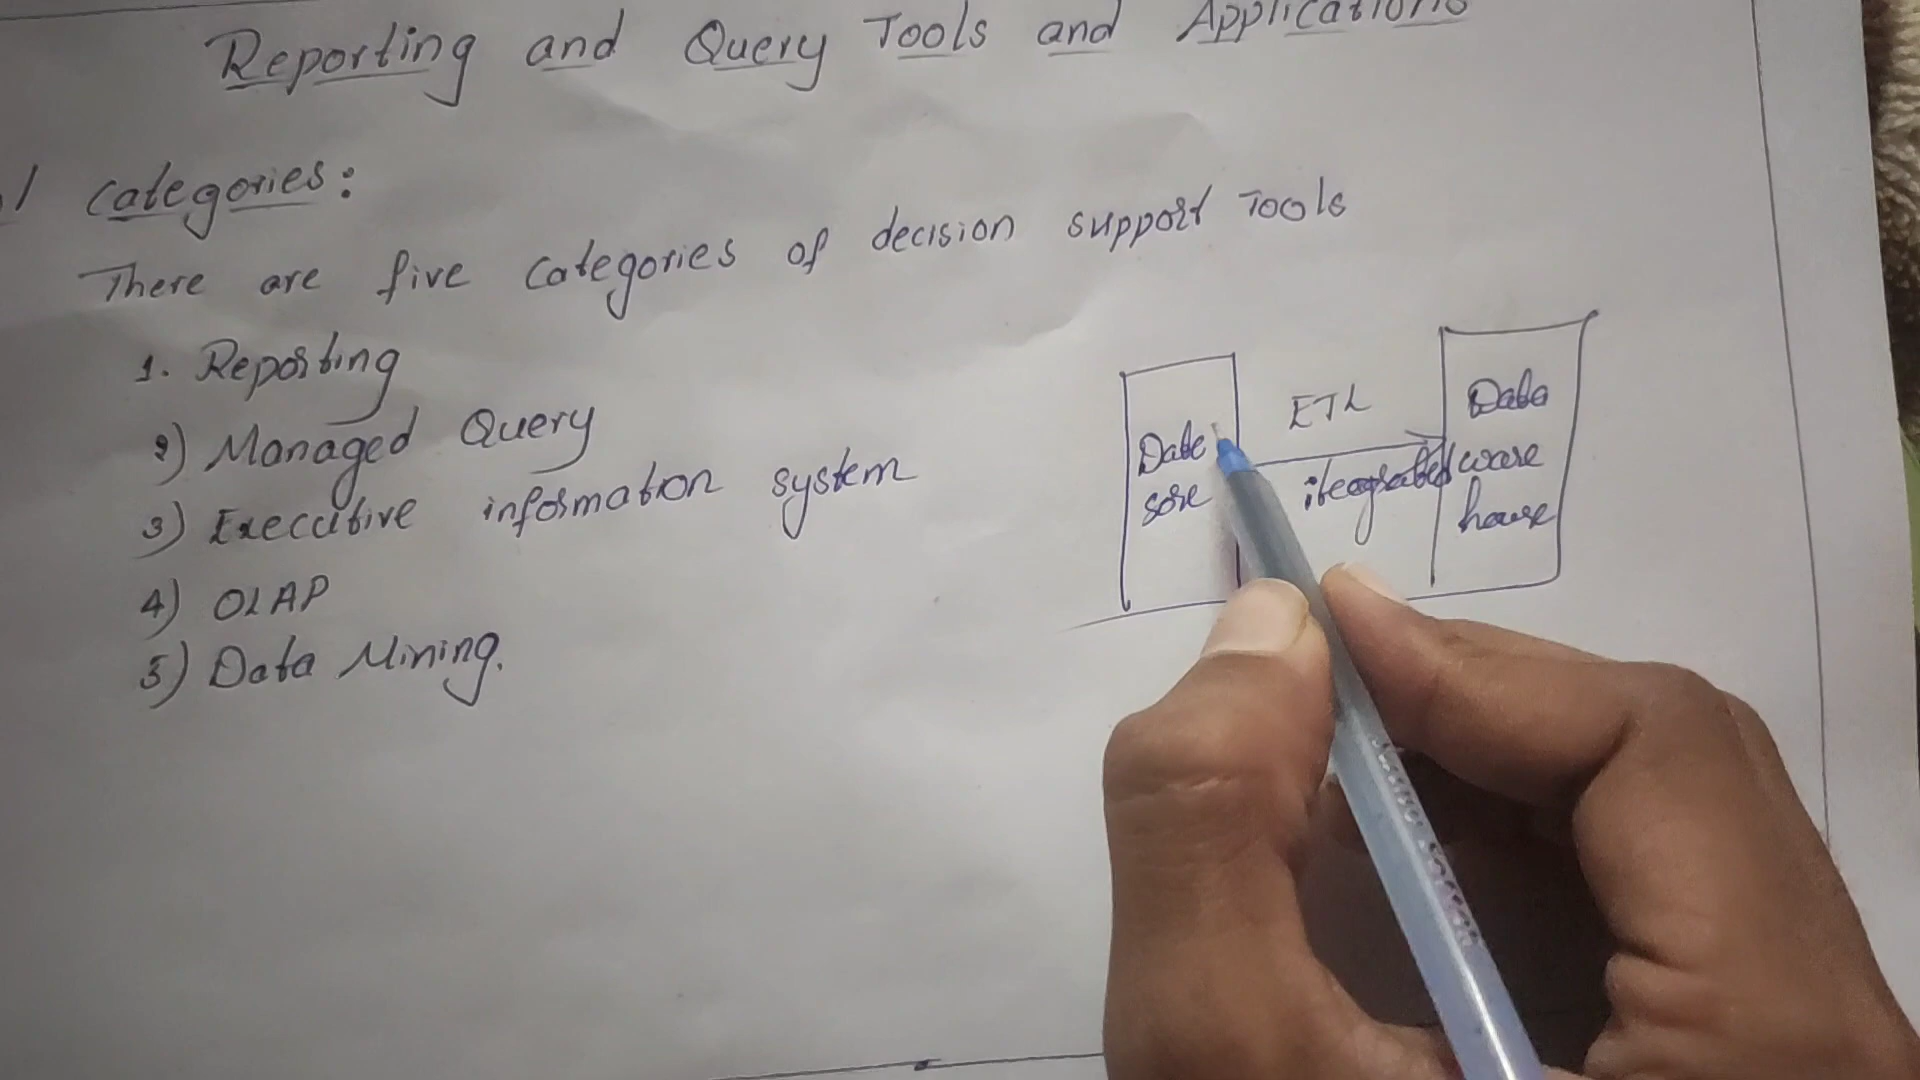 Reporting and Query Tools and Applications
Categories:
There are five categories of decision support Tools
1. Reporting
2) Managed Query
3) Executive information system
4) OLAP
5) Data Mining.
Data
ETL
Data
ware
house